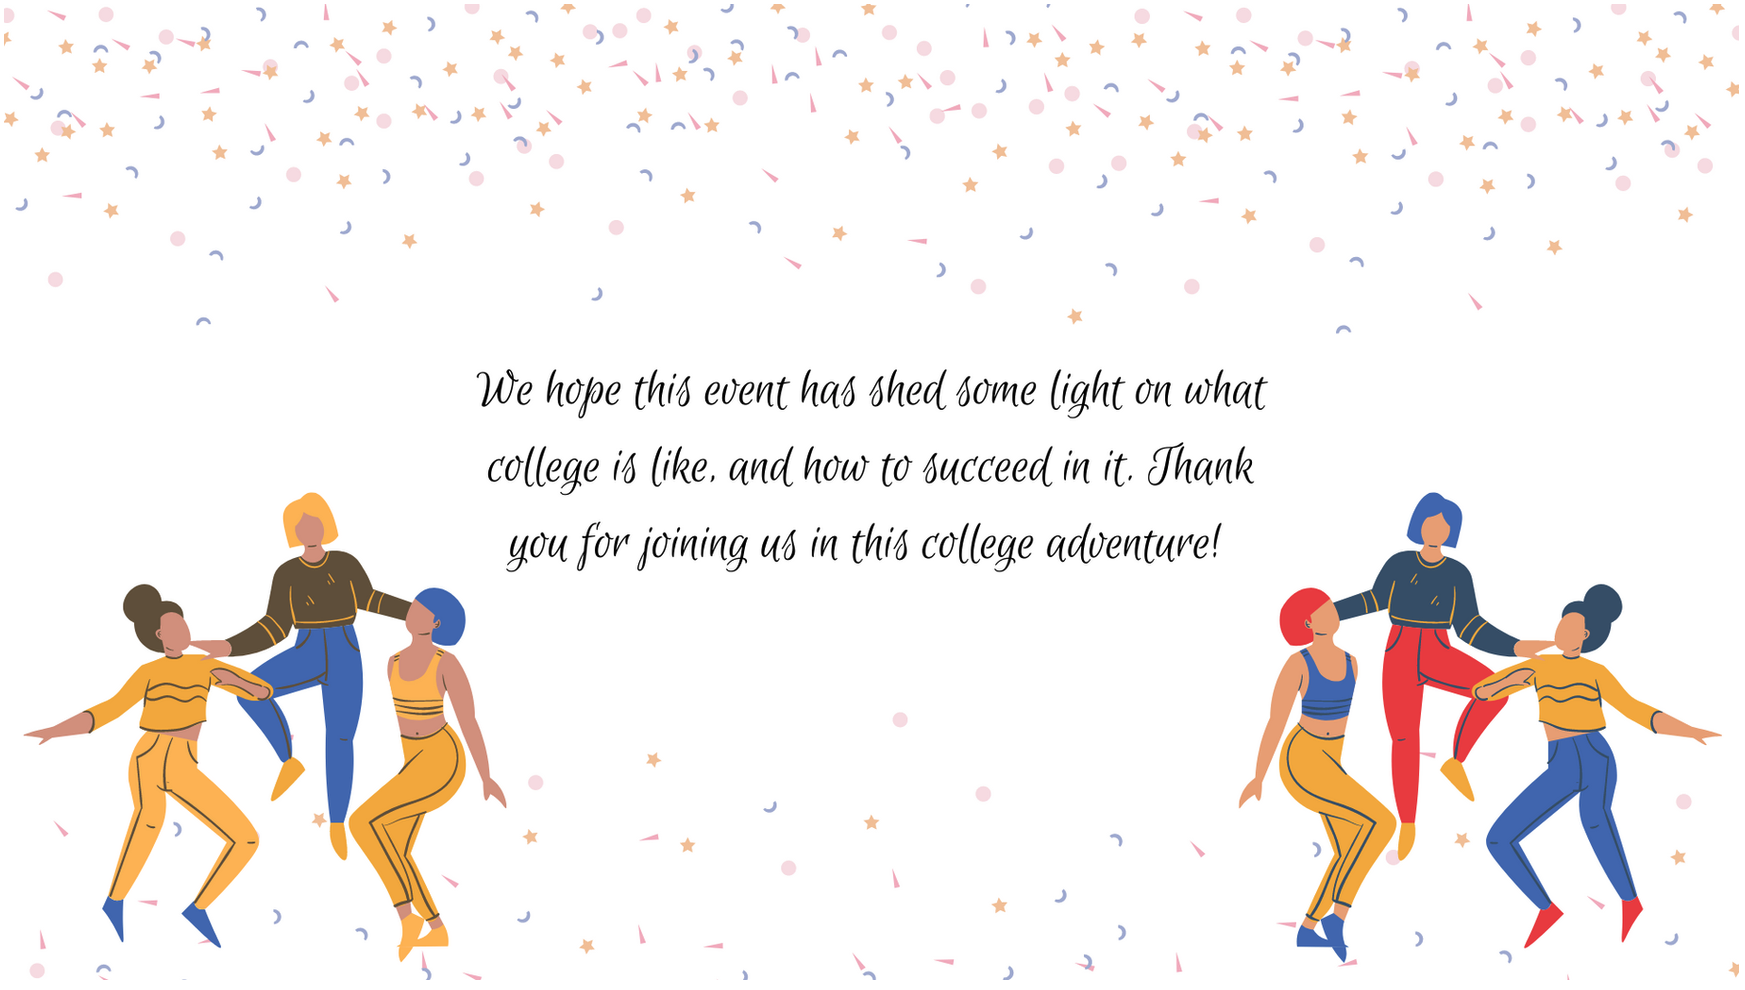 We hope this event has shed some light on what
college is like, and how to succeed in it. Thank
you for joining us in this college adventure!